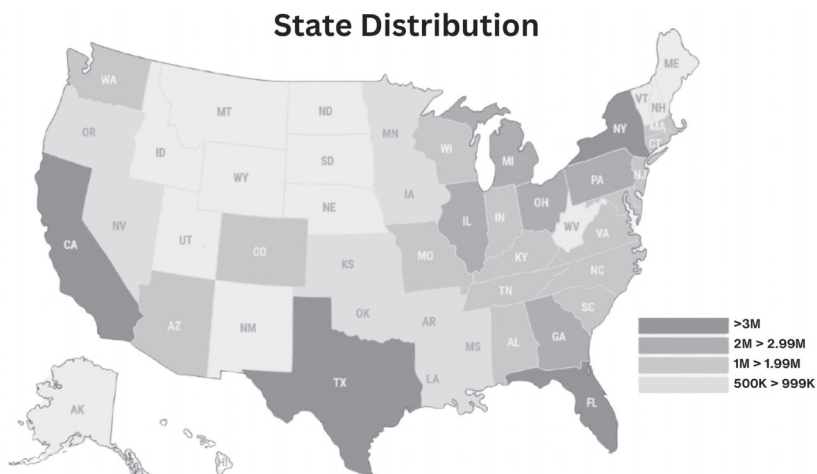 State Distribution
ME
WA
VT
NH
MT
ND
MN
OR
MA
NY
WI
CT
ID
SD
MI
WY
PA
NJ
IA
NE
OH
NV
IL
IN
WV
UT
CA
CO
VA
MO
KS
KY
NC
TN
OK
AZ
NM
AR
SC
>3M
MS
AL
GA
2M > 2.99M
1M > 1.99M
LA
TX
500K > 999K
FL
AK
HI